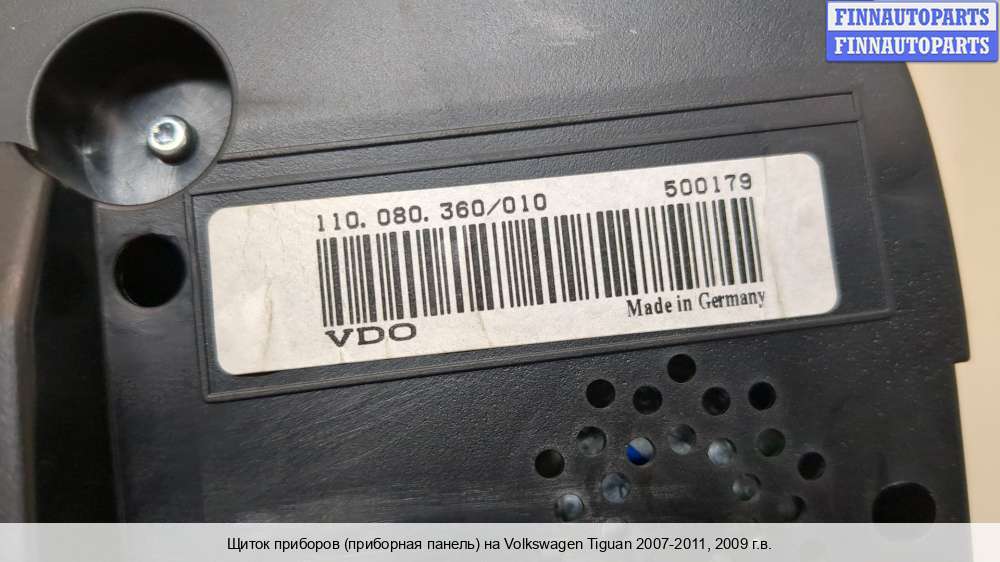 FINNAUTOPARTS
FINNAUTOPARTS
110.080.360/010 500179
VDO
Made in Germany
Щиток приборов (приборная панель) на Volkswagen Tiguan 2007-2011, 2009 г.в.